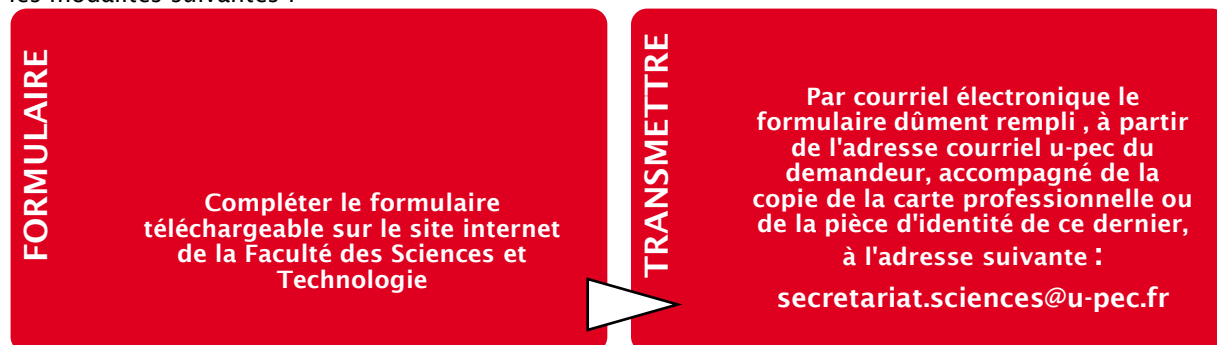 les modalités suivantes :
FORMULAIRE
Compléter le formulaire
téléchargeable sur le site internet
de la Faculté des Sciences et
Technologie
TRANSMETTRE
Par courriel électronique le
formulaire dûment rempli , à partir
de l'adresse courriel u-pec du
demandeur, accompagné de la
copie de la carte professionnelle ou
de la pièce d'identité de ce dernier,
à l'adresse suivante :
secretariat.sciences@u-pec.fr